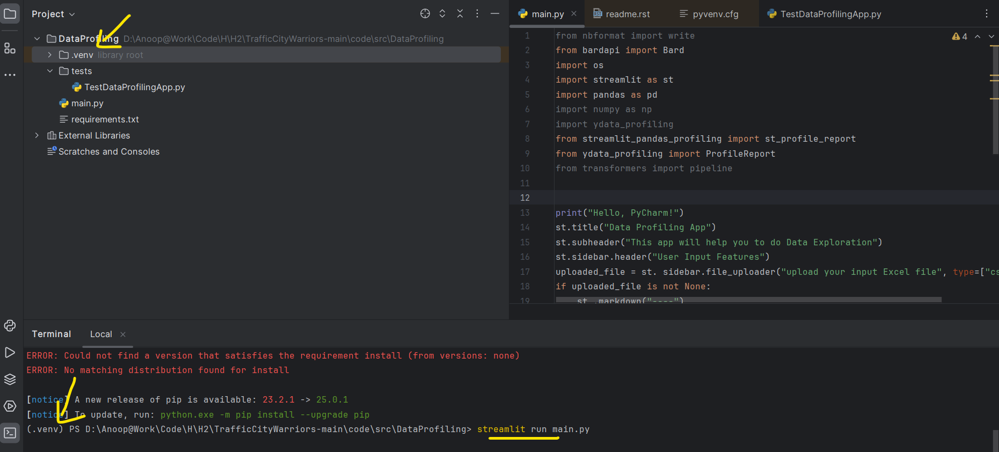 Project
DataProfiling D:\Anoop@Work\Code\H\H2\TrafficCityWarriors-main\code\src\DataProfiling
.venv library root
tests
TestDataProfilingApp.py
main.py
requirements.txt
External Libraries
Scratches and Consoles
main.py
readme.rst
pyvenv.cfg
TestDataProfilingApp.py
4
1 from nbformat import write
2 from bardapi import Bard
3 import os
4 import streamlit as st
5 import pandas as pd
6 import numpy as np
7 import ydata_profiling
8 from streamlit_pandas_profiling import st_profile_report
9 from ydata_profiling import ProfileReport
10 from transformers import pipeline
11
12
13 print("Hello, PyCharm!")
14 st.title("Data Profiling App")
15 st.subheader("This app will help you to do Data Exploration")
16 st.sidebar.header("User Input Features")
17 uploaded_file = st. sidebar.file_uploader("upload your input Excel file", type=["cs
18 if uploaded_file is not None:
19 st .markdown("----")
Terminal
Local
ERROR: Could not find a version that satisfies the requirement install (from versions: none)
ERROR: No matching distribution found for install
[notice] A new release of pip is available: 23.2.1 -> 25.0.1
[notice] To update, run: python.exe -m pip install --upgrade pip
(.venv) PS D:\Anoop@Work\Code\H\H2\TrafficCityWarriors-main\code\src\DataProfiling> streamlit run main.py